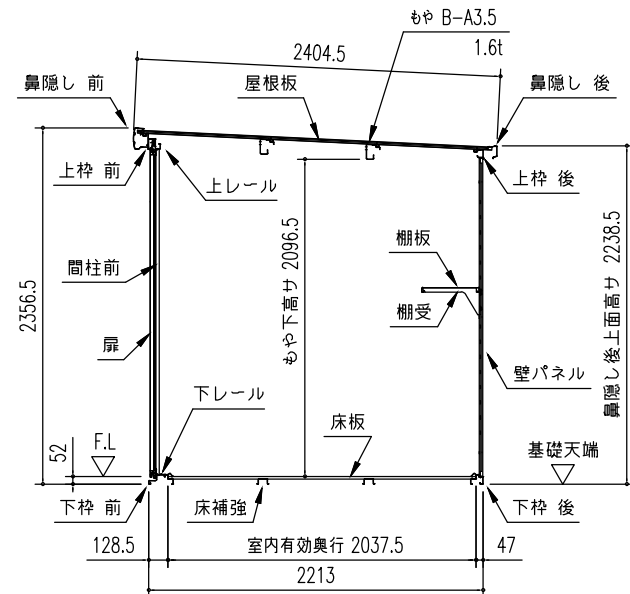 もや B-A3.5
1.6t
2404.5
鼻隠し 前
屋根板
鼻隠し 後
上枠 前
上レール
上枠 後
間柱前
棚板
棚受
もや下高サ 2096.5
2356.5
鼻隠し後上面高サ 2238.5
扉
壁パネル
下レール
床板
F.L
52
基礎天端
下枠 前
床補強
下枠 後
128.5
室内有効奥行 2037.5
47
2213